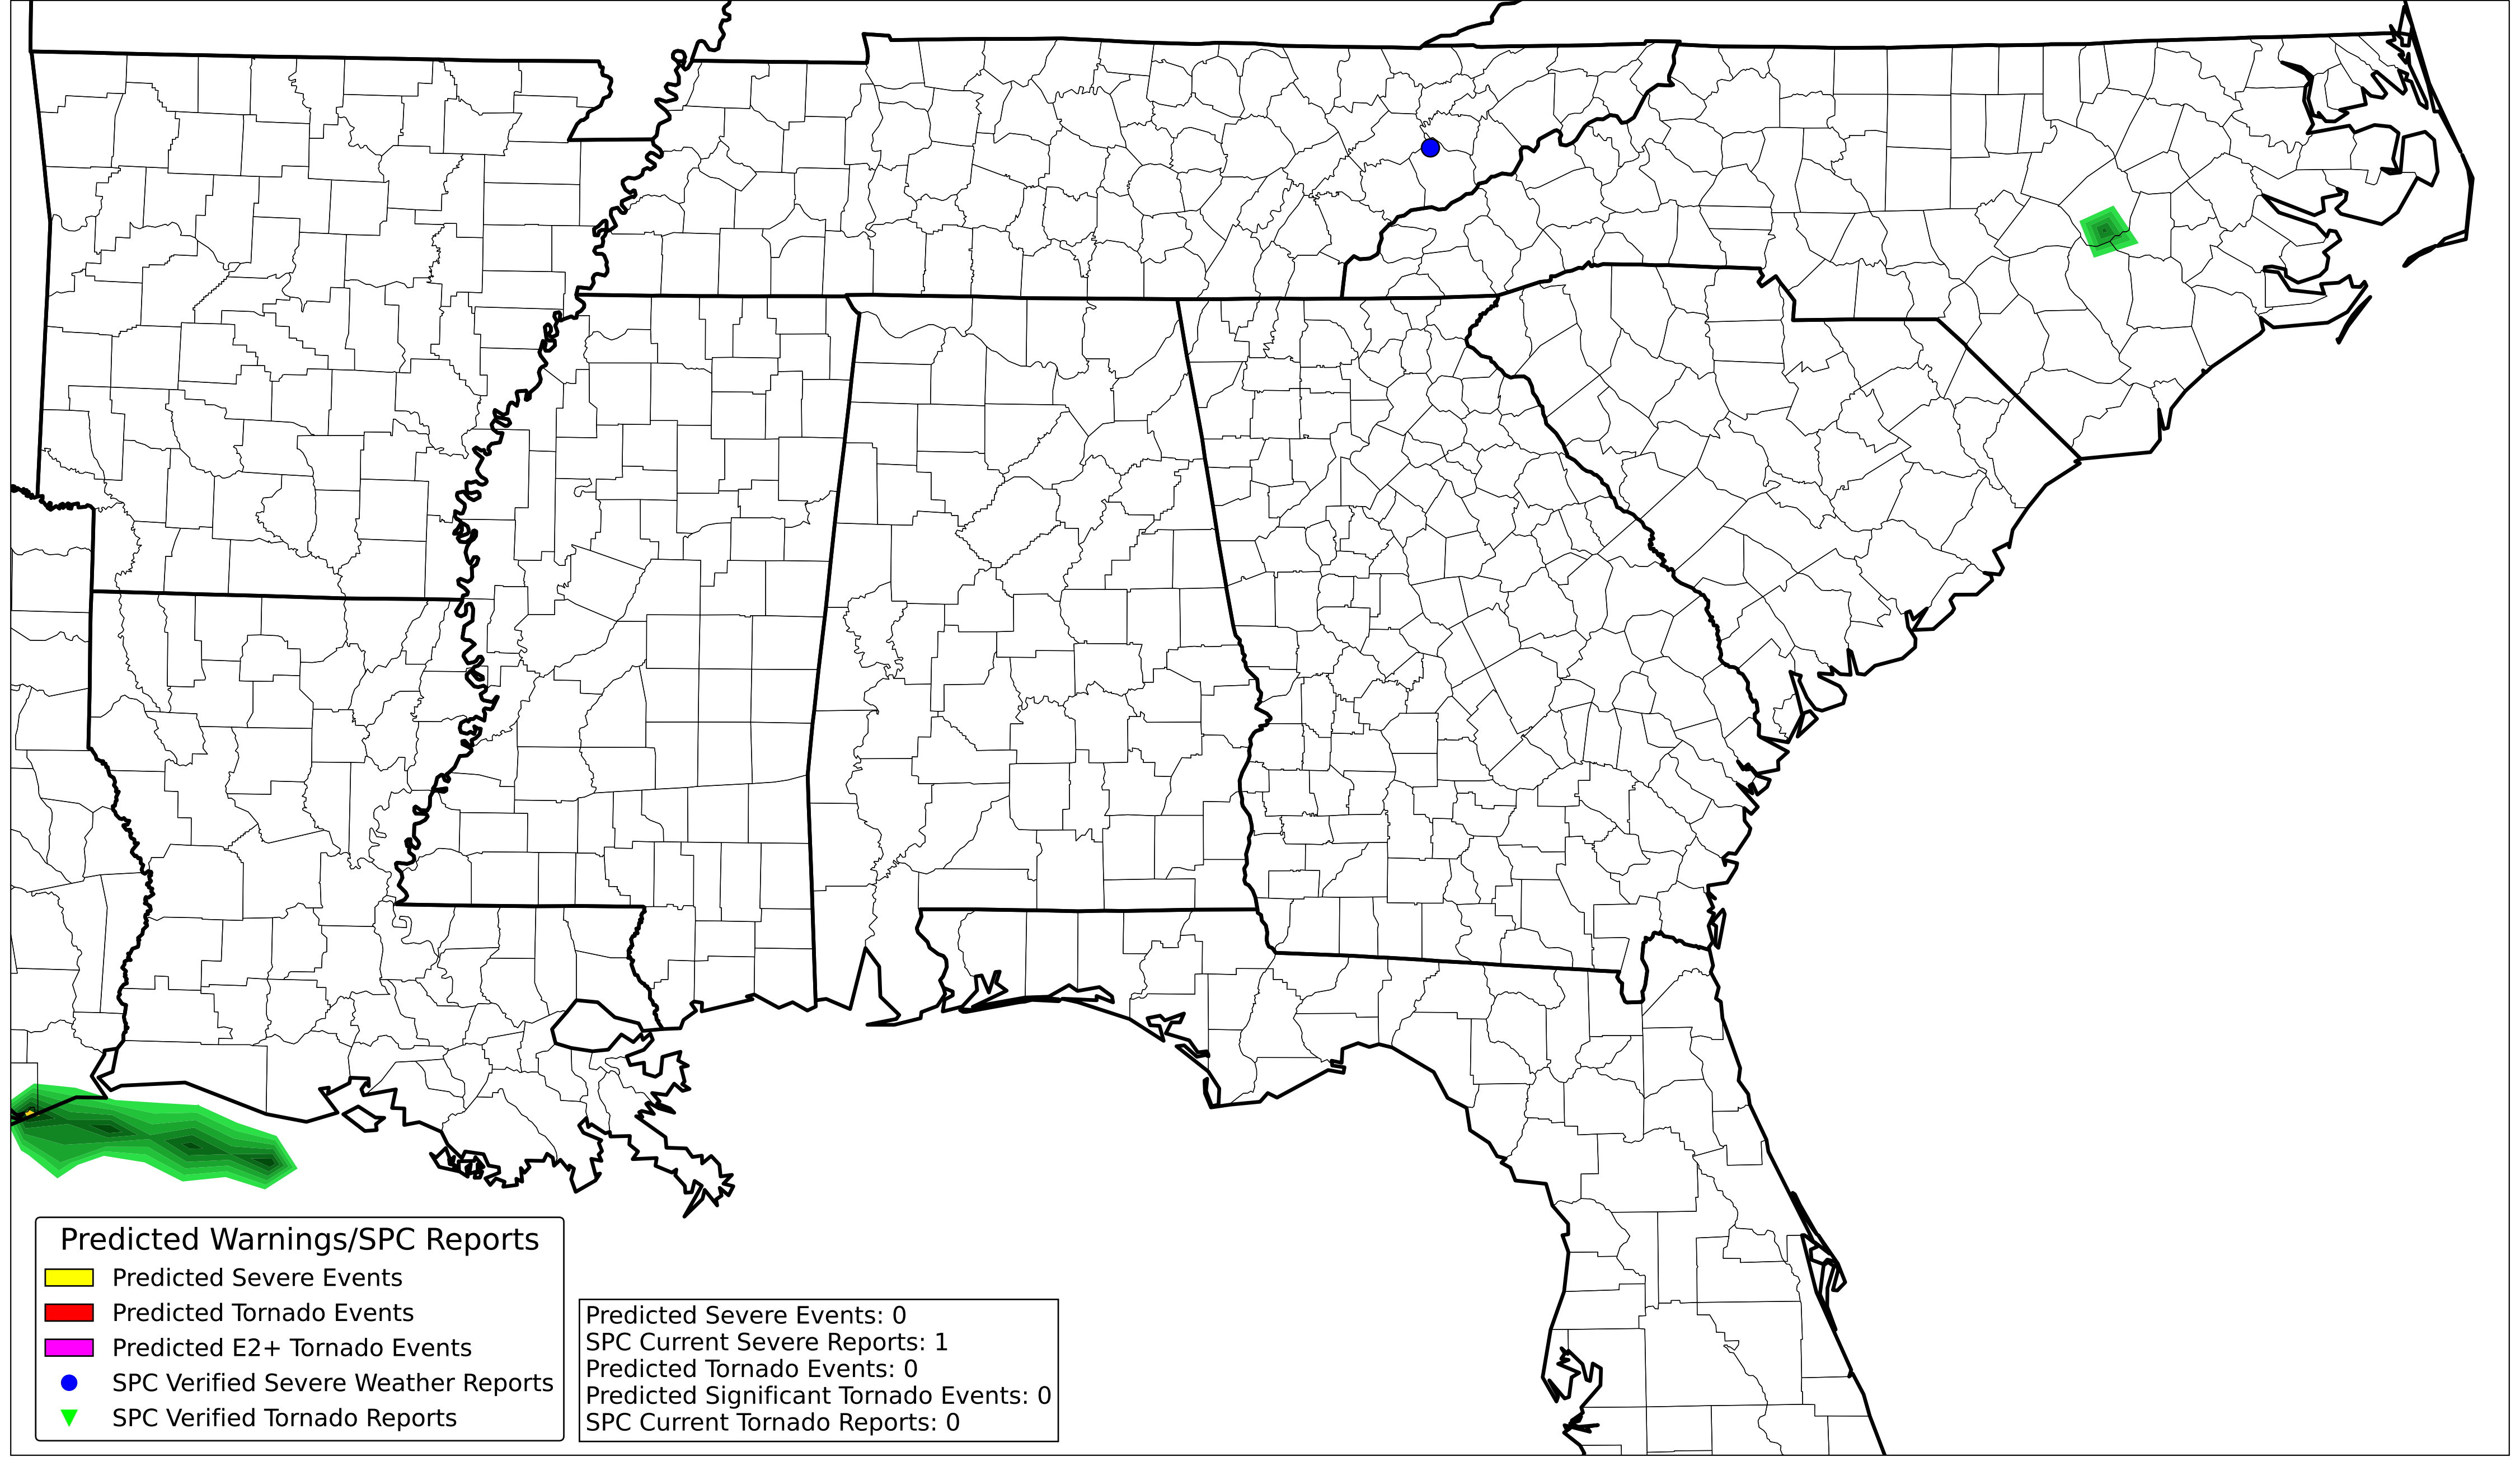 Predicted Warnings/SPC Reports
Predicted Severe Events
Predicted Tornado Events
Predicted E2+ Tornado Events
SPC Verified Severe Weather Reports
SPC Verified Tornado Reports
Predicted Severe Events: 0
SPC Current Severe Reports: 1
Predicted Tornado Events: 0
Predicted Significant Tornado Events: 0
SPC Current Tornado Reports: 0